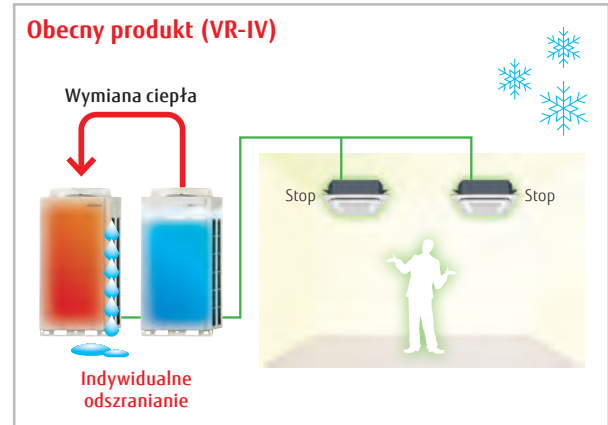 Obecny produkt (VR-IV)
Wymiana ciepła
Stop
Stop
Indywidualne
odszranianie